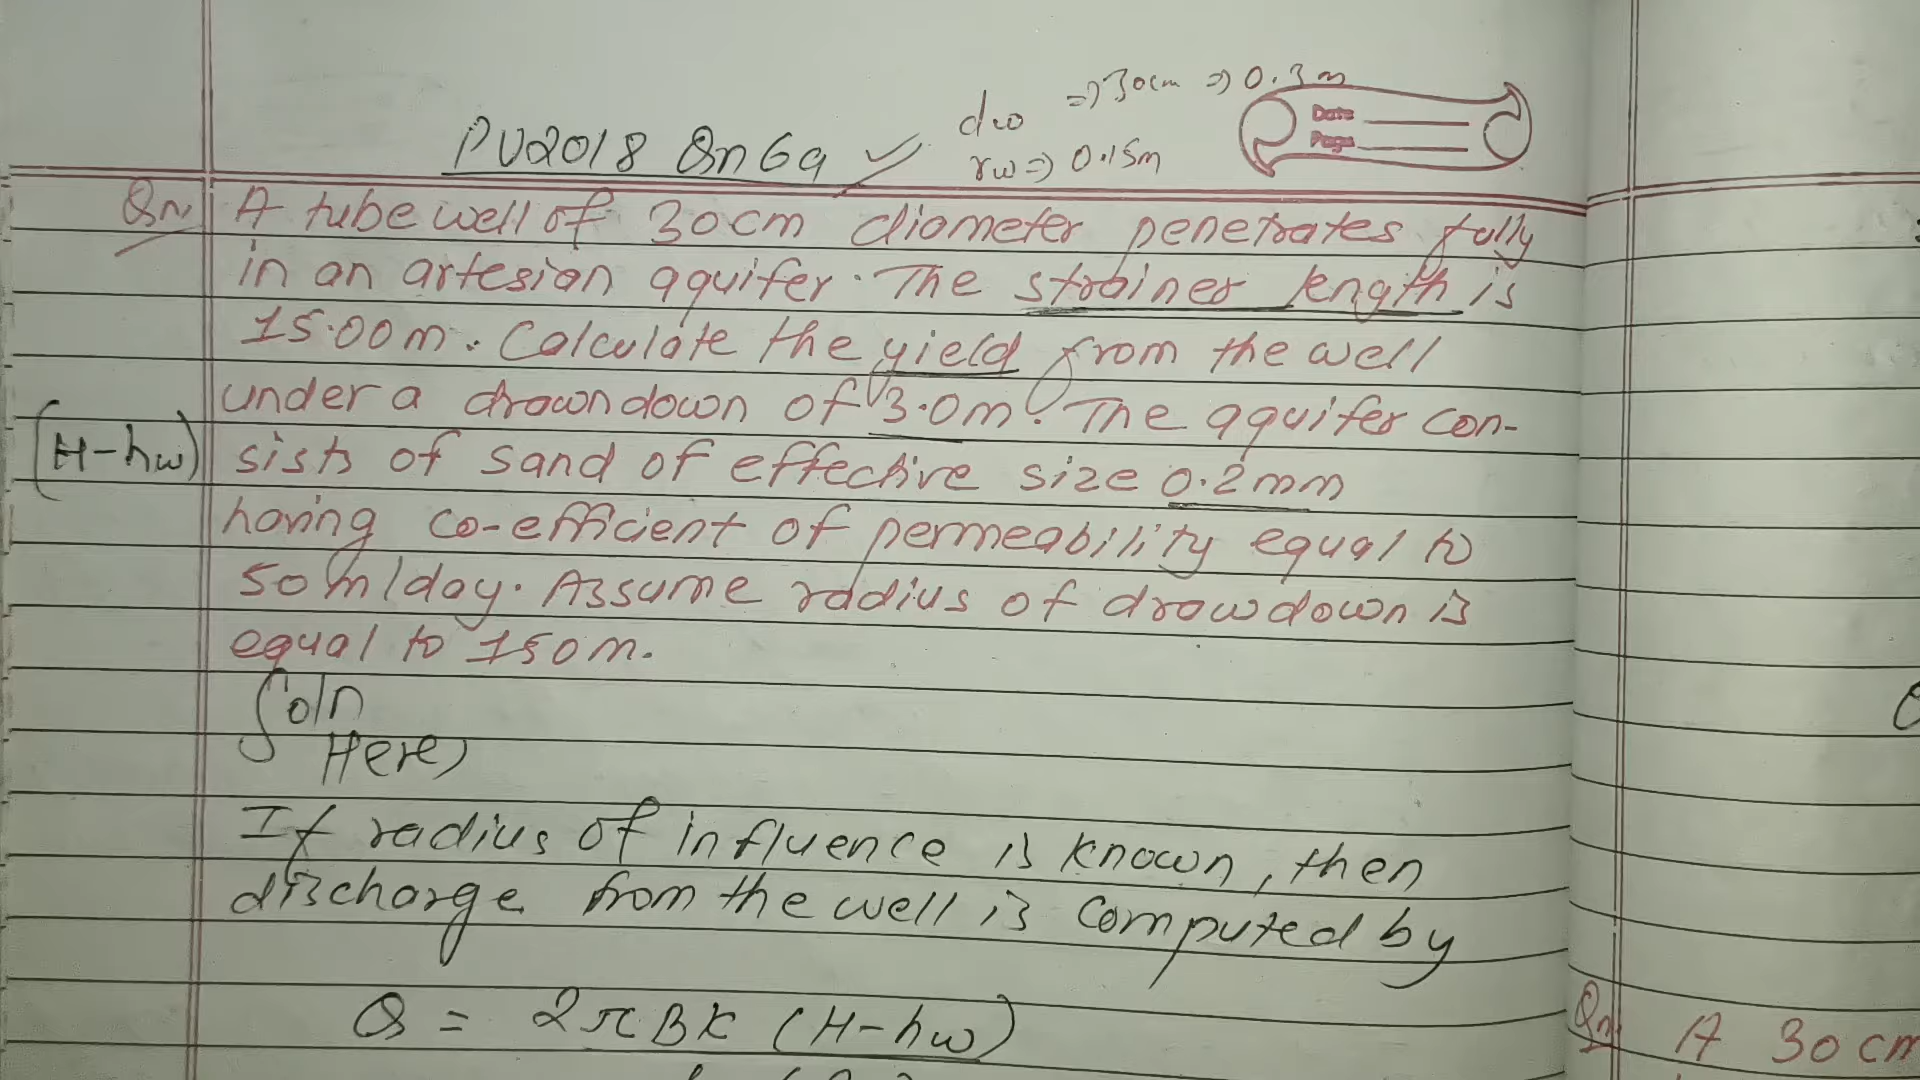 dw => 30cm => 0.3m
Date
PU2018 Qn6a
rw => 0.15m
Page
Qn. A tube well of 30cm diometer penetrates fully
in an artesian aquifer. The strainer length is
15.00m. Calculate the yield from the well
under a drawndown of 3.0m. The aquifer con-
(H-hw) sists of sand of effective size 0.2mm
having co-efficient of permeability equal to
50m/day. Assume radius of drawdown is
equal to 150m.
Soln
Here,
If radius of influence is known, then
discharge from the well is computed by
Q = 2πBK (H-hw)
Qn. A 30cm